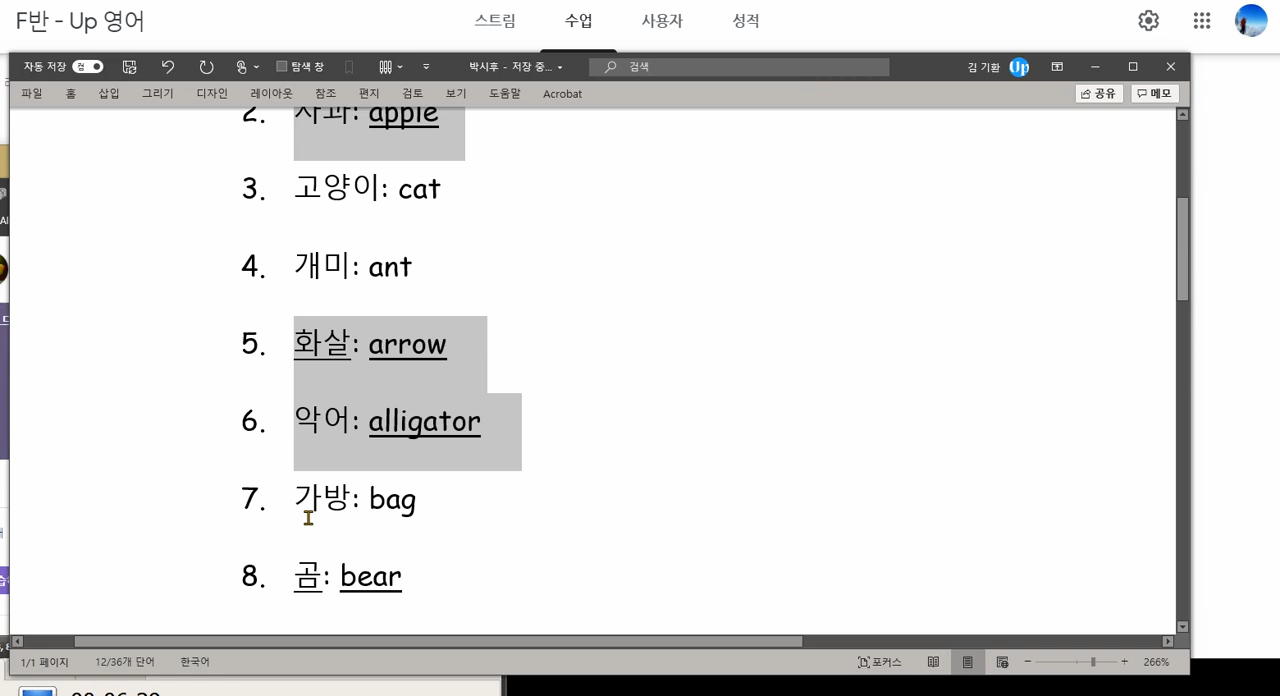 F반 - Up 영어
스트림 수업 사용자 성적
자동 저장 켬 탐색 창 박시후 - 저장 중... 검색 김 기환 Up
파일 홈 삽입 그리기 디자인 레이아웃 참조 편지 검토 보기 도움말 Acrobat 공유 메모
2. 사과: apple
3. 고양이: cat
4. 개미: ant
5. 화살: arrow
6. 악어: alligator
7. 가방: bag
8. 곰: bear
1/1 페이지 12/36개 단어 한국어 포커스 266%